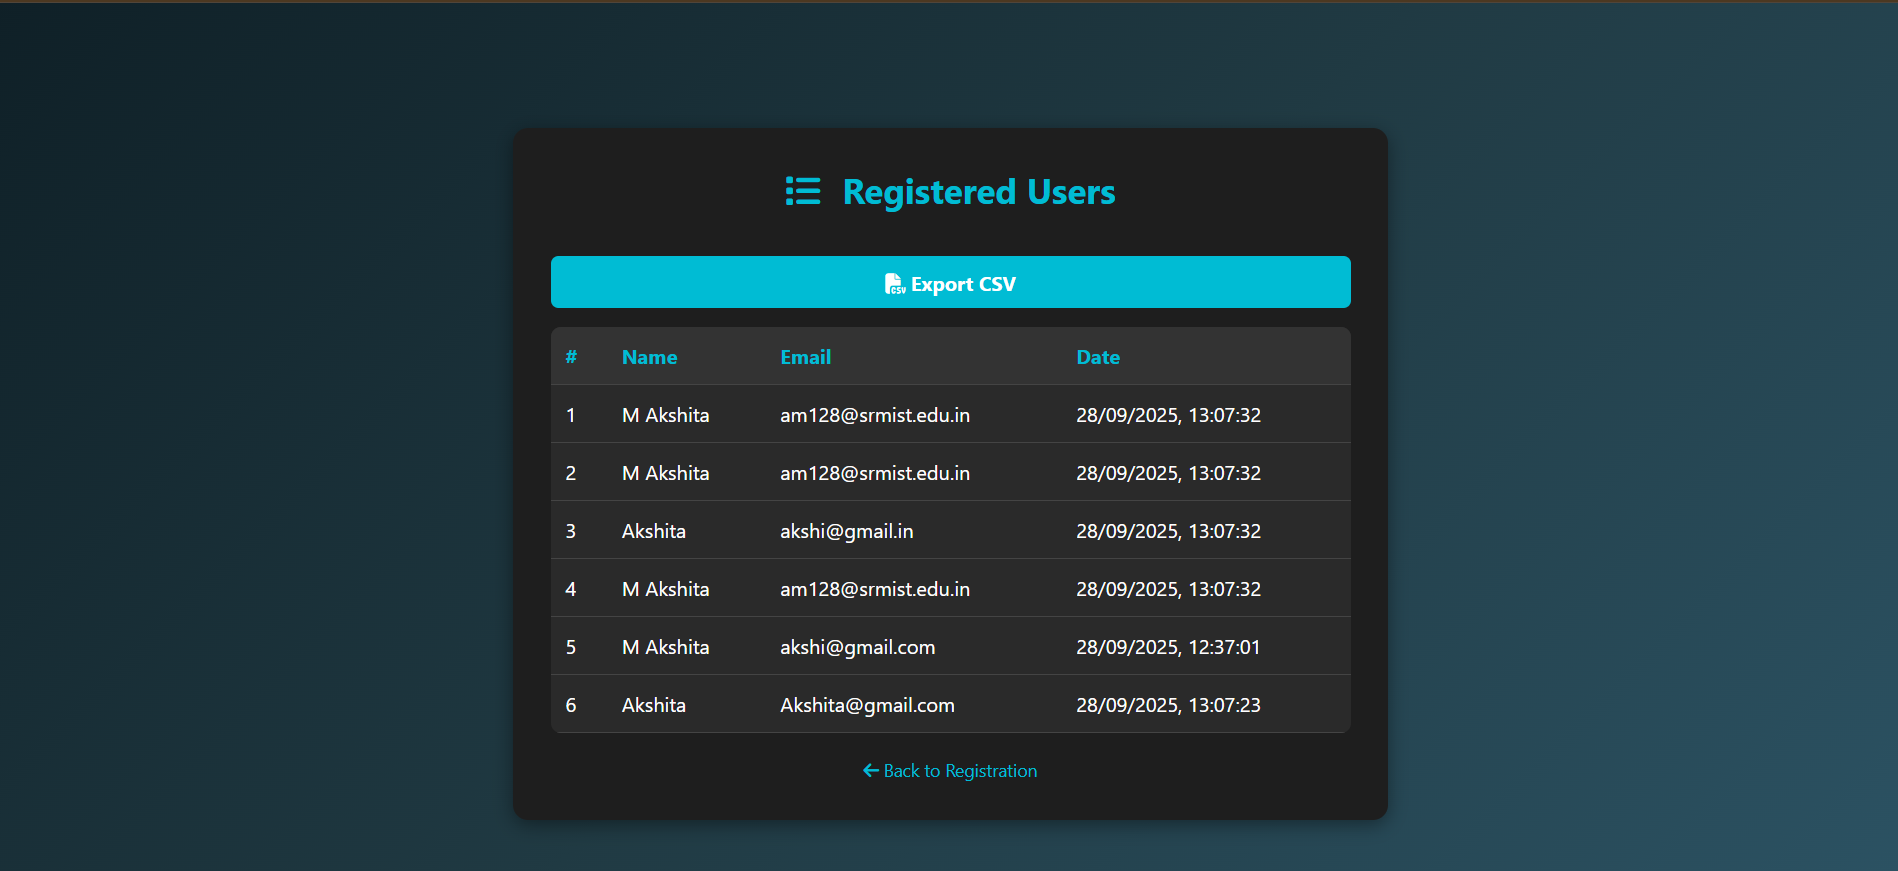 Registered Users
Export CSV
# Name Email Date
1 M Akshita am128@srmist.edu.in 28/09/2025, 13:07:32
2 M Akshita am128@srmist.edu.in 28/09/2025, 13:07:32
3 Akshita akshi@gmail.in 28/09/2025, 13:07:32
4 M Akshita am128@srmist.edu.in 28/09/2025, 13:07:32
5 M Akshita akshi@gmail.com 28/09/2025, 12:37:01
6 Akshita Akshita@gmail.com 28/09/2025, 13:07:23
Back to Registration